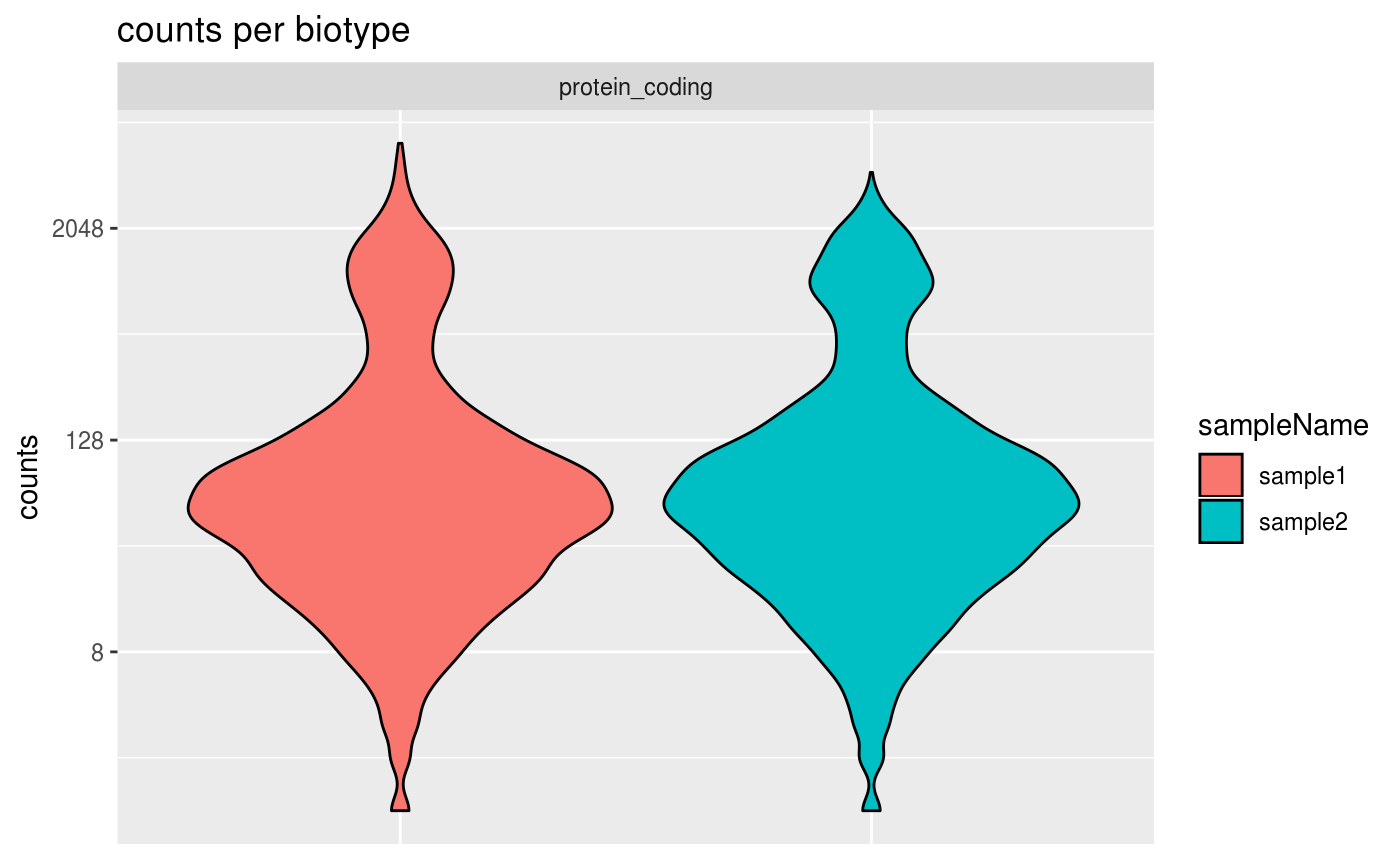 counts per biotype
protein_coding
2048
128
8
counts
sampleName
sample1
sample2